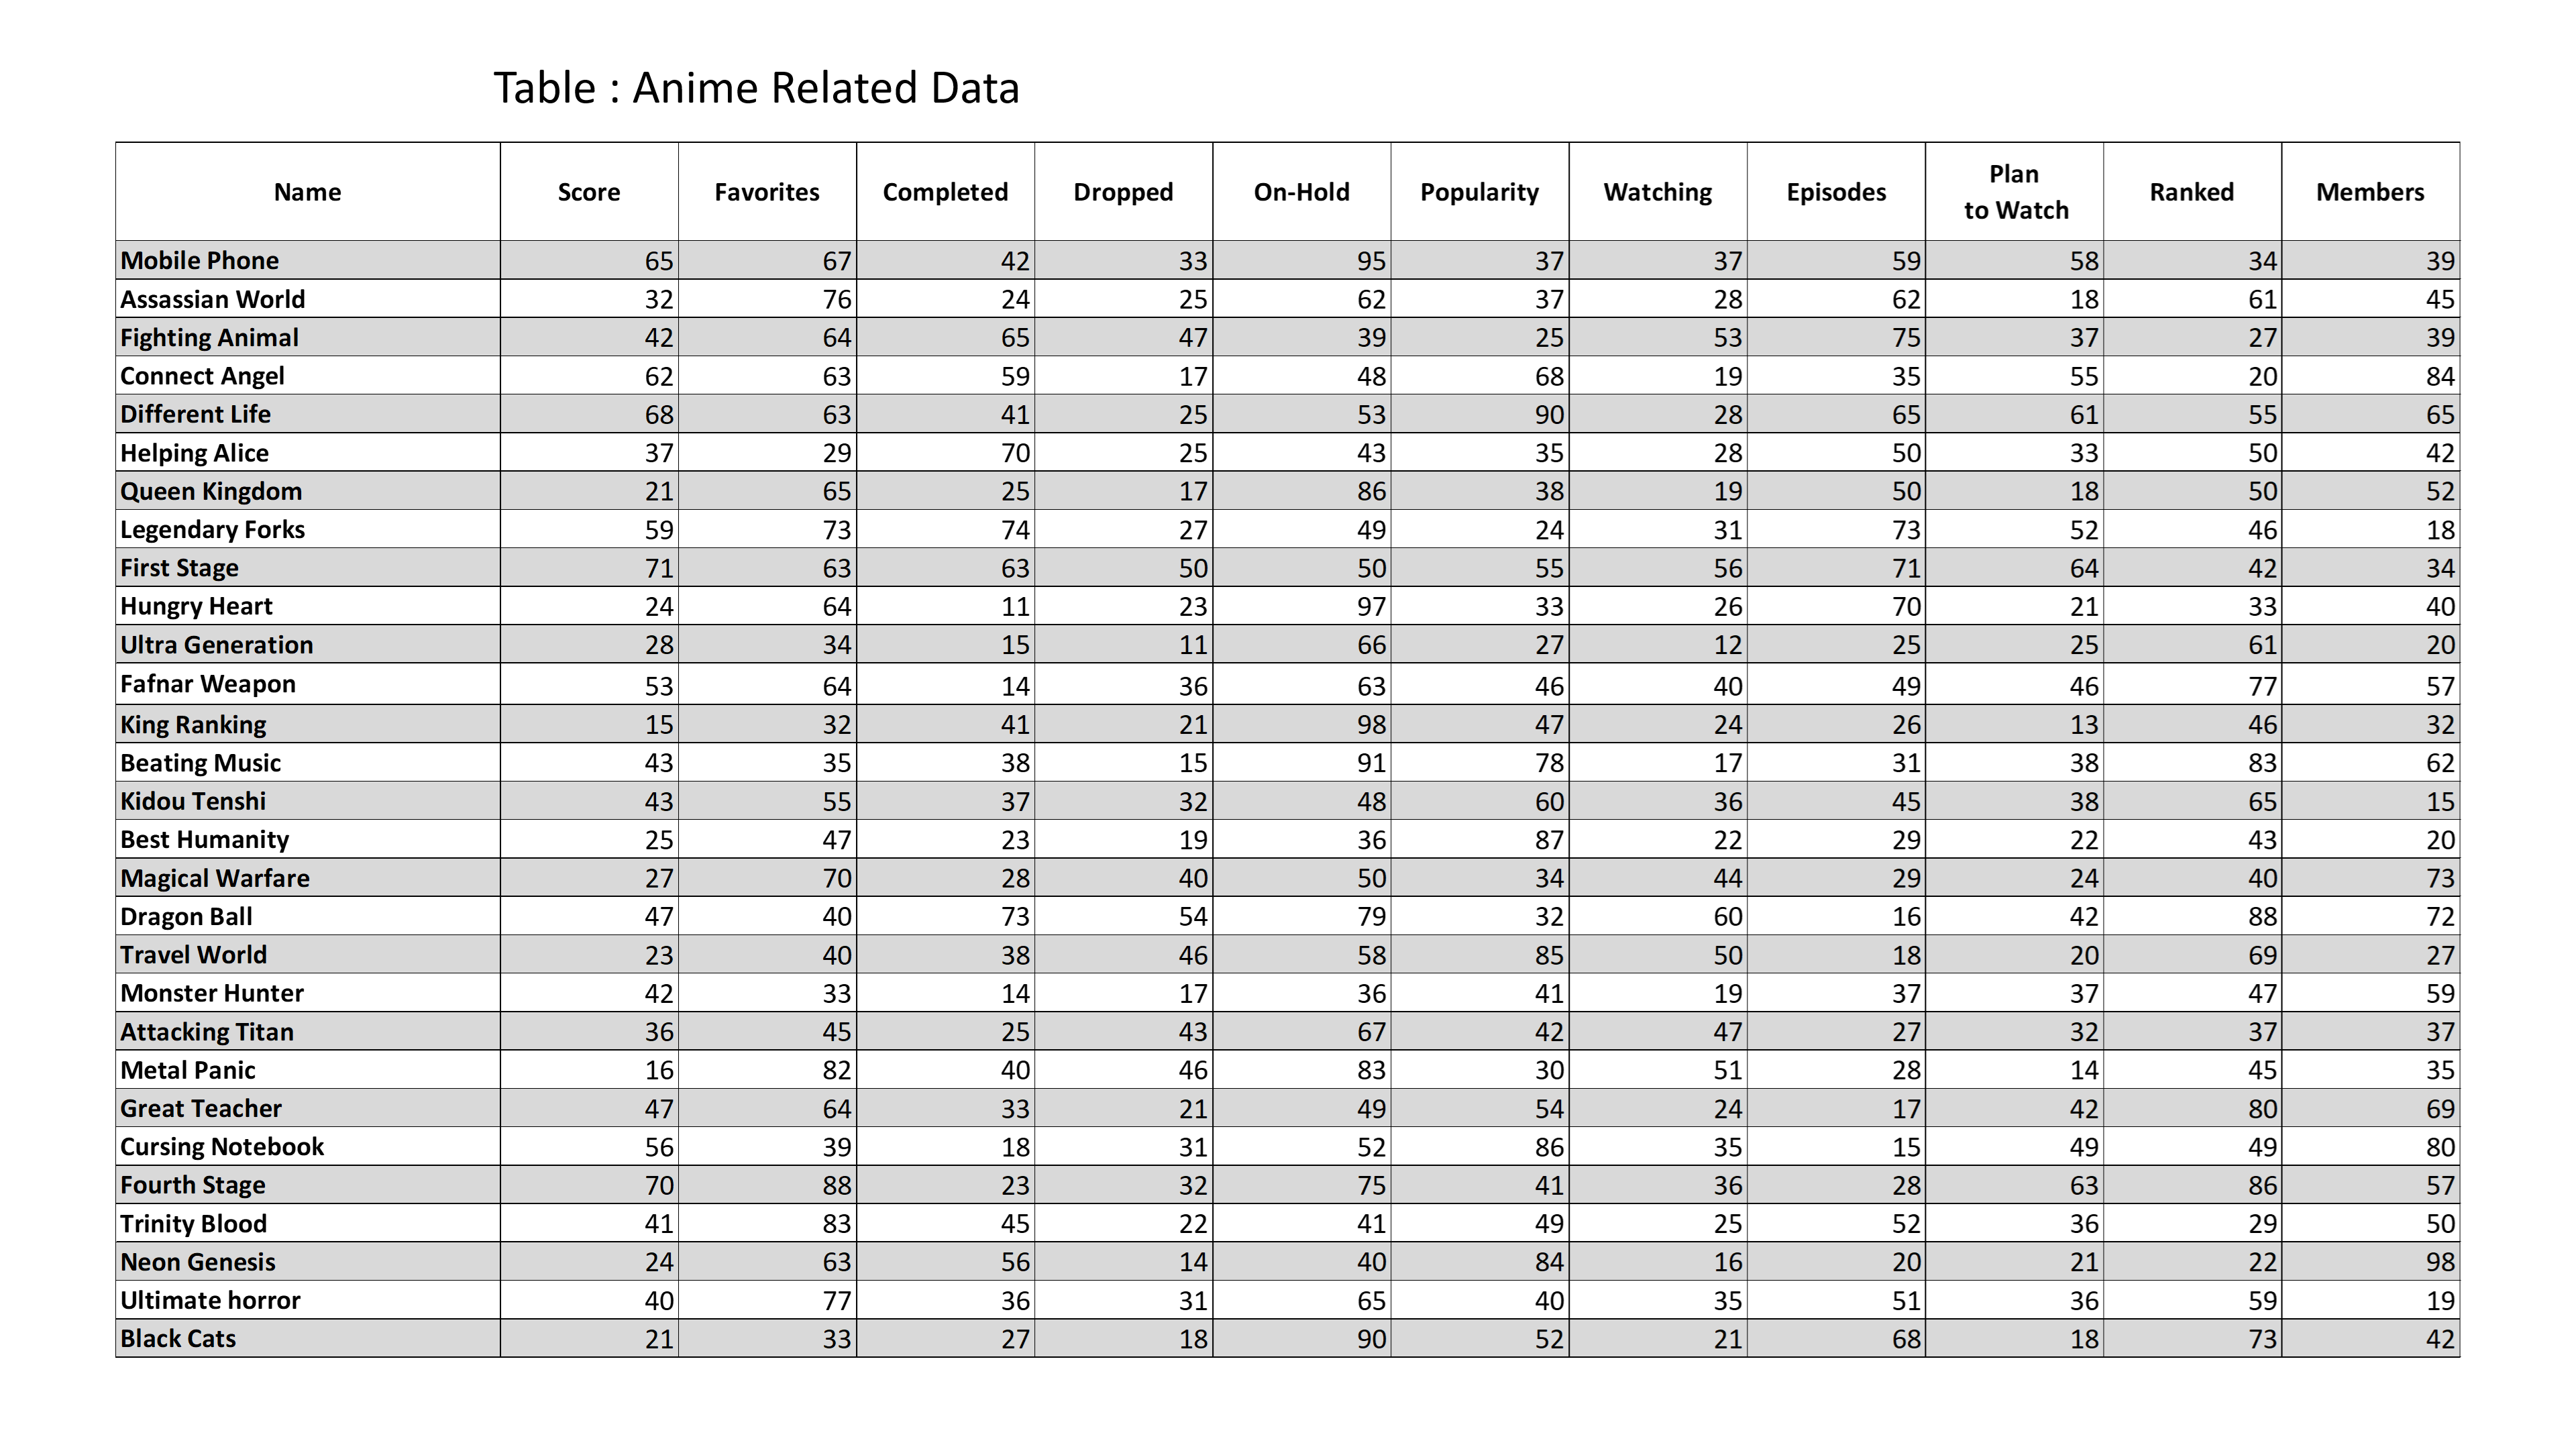 Table : Anime Related Data
Name Score Favorites Completed Dropped On-Hold Popularity Watching Episodes Plan to Watch Ranked Members
Mobile Phone 65 67 42 33 95 37 37 59 58 34 39
Assassian World 32 76 24 25 62 37 28 62 18 61 45
Fighting Animal 42 64 65 47 39 25 53 75 37 27 39
Connect Angel 62 63 59 17 48 68 19 35 55 20 84
Different Life 68 63 41 25 53 90 28 65 61 55 65
Helping Alice 37 29 70 25 43 35 28 50 33 50 42
Queen Kingdom 21 65 25 17 86 38 19 50 18 50 52
Legendary Forks 59 73 74 27 49 24 31 73 52 46 18
First Stage 71 63 63 50 50 55 56 71 64 42 34
Hungry Heart 24 64 11 23 97 33 26 70 21 33 40
Ultra Generation 28 34 15 11 66 27 12 25 25 61 20
Fafnar Weapon 53 64 14 36 63 46 40 49 46 77 57
King Ranking 15 32 41 21 98 47 24 26 13 46 32
Beating Music 43 35 38 15 91 78 17 31 38 83 62
Kidou Tenshi 43 55 37 32 48 60 36 45 38 65 15
Best Humanity 25 47 23 19 36 87 22 29 22 43 20
Magical Warfare 27 70 28 40 50 34 44 29 24 40 73
Dragon Ball 47 40 73 54 79 32 60 16 42 88 72
Travel World 23 40 38 46 58 85 50 18 20 69 27
Monster Hunter 42 33 14 17 36 41 19 37 37 47 59
Attacking Titan 36 45 25 43 67 42 47 27 32 37 37
Metal Panic 16 82 40 46 83 30 51 28 14 45 35
Great Teacher 47 64 33 21 49 54 24 17 42 80 69
Cursing Notebook 56 39 18 31 52 86 35 15 49 49 80
Fourth Stage 70 88 23 32 75 41 36 28 63 86 57
Trinity Blood 41 83 45 22 41 49 25 52 36 29 50
Neon Genesis 24 63 56 14 40 84 16 20 21 22 98
Ultimate horror 40 77 36 31 65 40 35 51 36 59 19
Black Cats 21 33 27 18 90 52 21 68 18 73 42